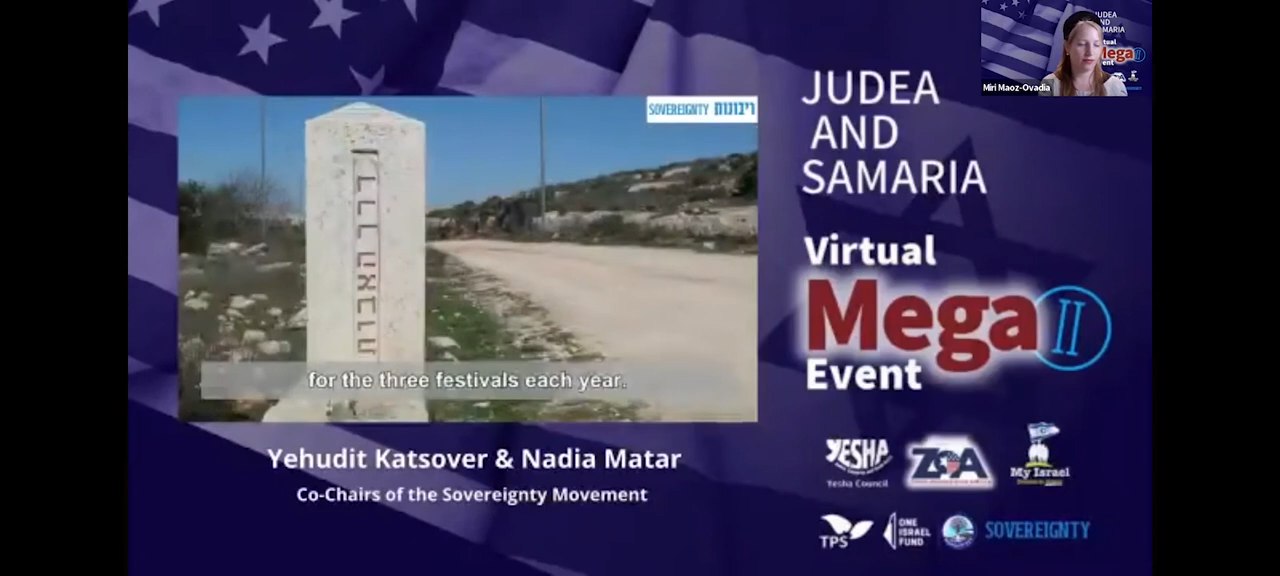 SOVEREIGNTY ריבונות
for the three festivals each year.
Yehudit Katsover & Nadia Matar
Co-Chairs of the Sovereignty Movement
JUDEA
AND
SAMARIA
Virtual
Mega II
Event
YESHA
Yesha Council
ZOA
My Israel
TPS
ONE
ISRAEL
FUND
SOVEREIGNTY
JUDEA
AND
Miri Maoz-Ovadia